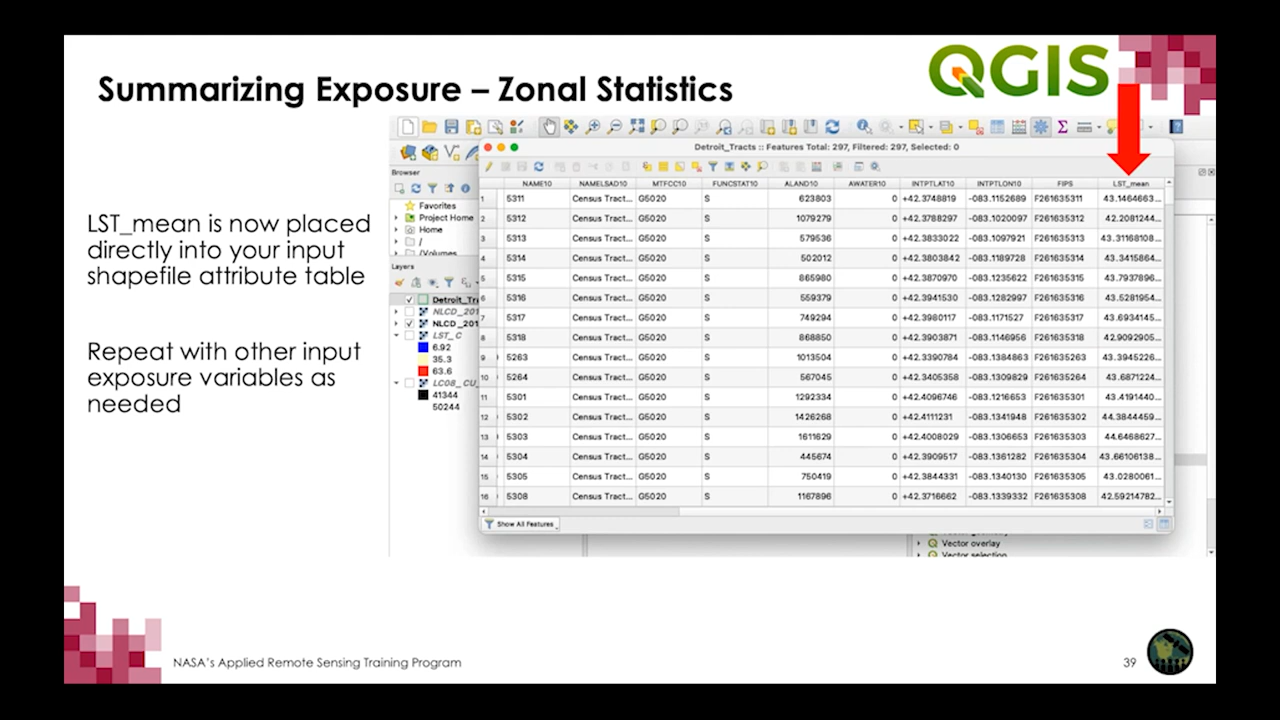 QGIS
Summarizing Exposure – Zonal Statistics
LST_mean is now placed
directly into your input
shapefile attribute table
Repeat with other input
exposure variables as
needed
Detroit_Tracts :: Features Total: 297, Filtered: 297, Selected: 0
Browser
Favorites
Project Home
Home
/
/Volumes
Layers
Detroit_Tra
NLCD_201
NLCD_201
LST_C
6.92
35.3
63.6
LC08_CU_
41344
50244
NAME10 NAMELSAD10 MTFCC10 FUNCSTAT10 ALAND10 AWATER10 INTPTLAT10 INTPTLON10 FIPS LST_mean
1 5311 Census Tract... G5020 S 623803 0 +42.3748819 -083.1152689 F261635311 43.1464663...
2 5312 Census Tract... G5020 S 1079279 0 +42.3788297 -083.1020097 F261635312 42.2081244...
3 5313 Census Tract... G5020 S 579536 0 +42.3833022 -083.1097921 F261635313 43.31168108...
4 5314 Census Tract... G5020 S 502012 0 +42.3803842 -083.1189728 F261635314 43.3415864...
5 5315 Census Tract... G5020 S 865980 0 +42.3870970 -083.1235622 F261635315 43.7937896...
6 5316 Census Tract... G5020 S 559379 0 +42.3941530 -083.1282997 F261635316 43.5281954...
7 5317 Census Tract... G5020 S 749294 0 +42.3980117 -083.1171527 F261635317 43.6934145...
8 5318 Census Tract... G5020 S 868850 0 +42.3903871 -083.1146956 F261635318 42.9092905...
9 5263 Census Tract... G5020 S 1013504 0 +42.3390784 -083.1384863 F261635263 43.3945226...
10 5264 Census Tract... G5020 S 567045 0 +42.3405358 -083.1309829 F261635264 43.6871224...
11 5301 Census Tract... G5020 S 1292334 0 +42.4096746 -083.1216653 F261635301 43.4191440...
12 5302 Census Tract... G5020 S 1426268 0 +42.4111231 -083.1341948 F261635302 44.3844459...
13 5303 Census Tract... G5020 S 1611629 0 +42.4008029 -083.1306653 F261635303 44.6468627...
14 5304 Census Tract... G5020 S 445674 0 +42.3909517 -083.1361282 F261635304 43.66106138...
15 5305 Census Tract... G5020 S 750419 0 +42.3844331 -083.1340130 F261635305 43.0280061...
16 5308 Census Tract... G5020 S 1167896 0 +42.3716662 -083.1339332 F261635308 42.59214782...
Show All Features
Vector overlay
Vector selection
NASA's Applied Remote Sensing Training Program
39